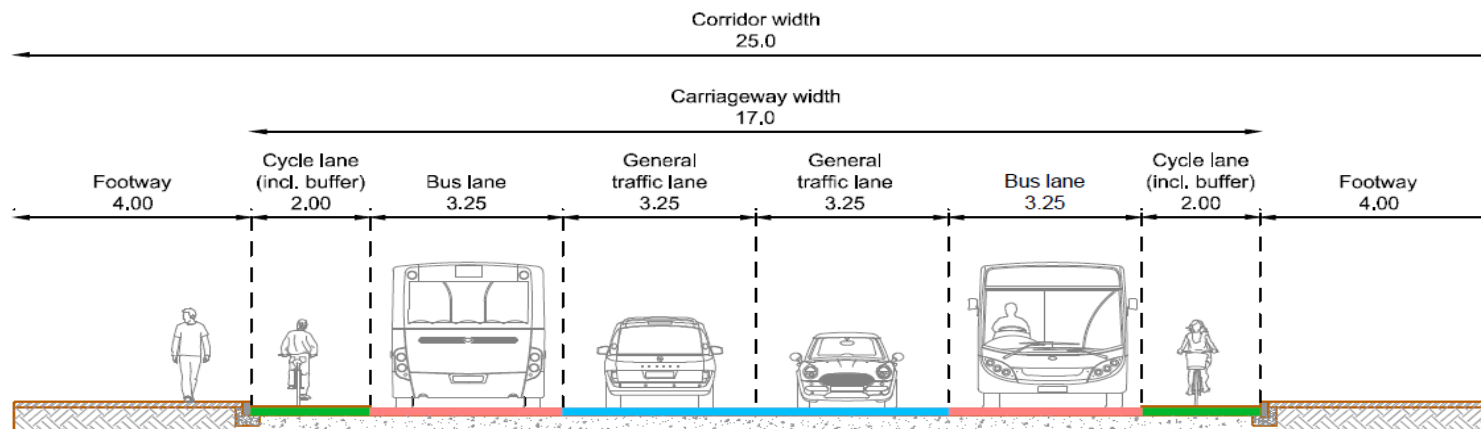 Corridor width
25.0
Carriageway width
17.0
Footway
4.00
Cycle lane
(incl. buffer)
2.00
Bus lane
3.25
General
traffic lane
3.25
General
traffic lane
3.25
Bus lane
3.25
Cycle lane
(incl. buffer)
2.00
Footway
4.00